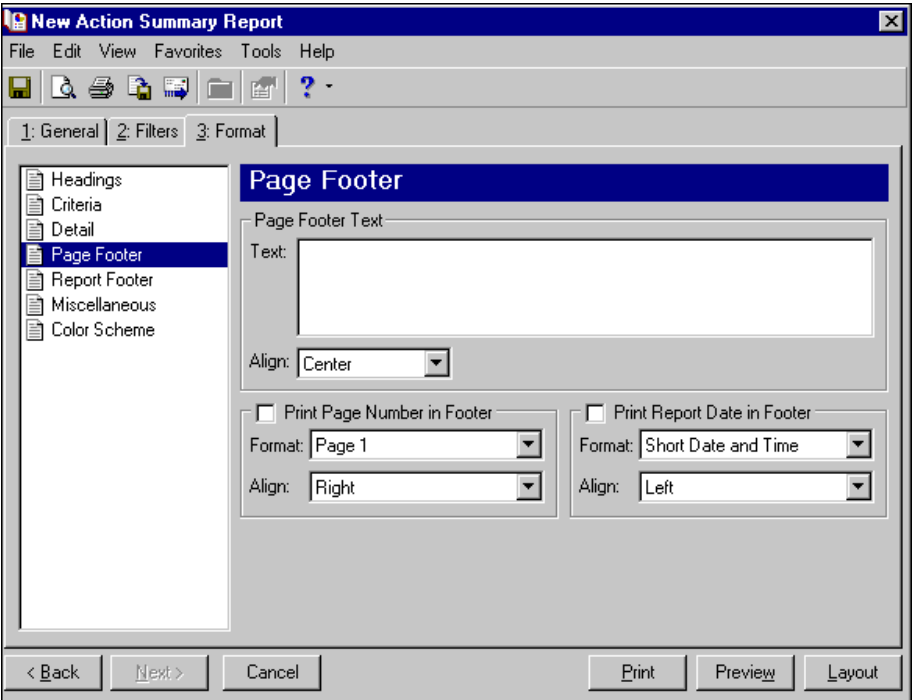 New Action Summary Report
File Edit View Favorites Tools Help
1: General 2: Filters 3: Format
Headings
Criteria
Detail
Page Footer
Report Footer
Miscellaneous
Color Scheme
Page Footer
Page Footer Text
Text:
Align: Center
Print Page Number in Footer
Format: Page 1
Align: Right
Print Report Date in Footer
Format: Short Date and Time
Align: Left
< Back Next > Cancel Print Preview Layout